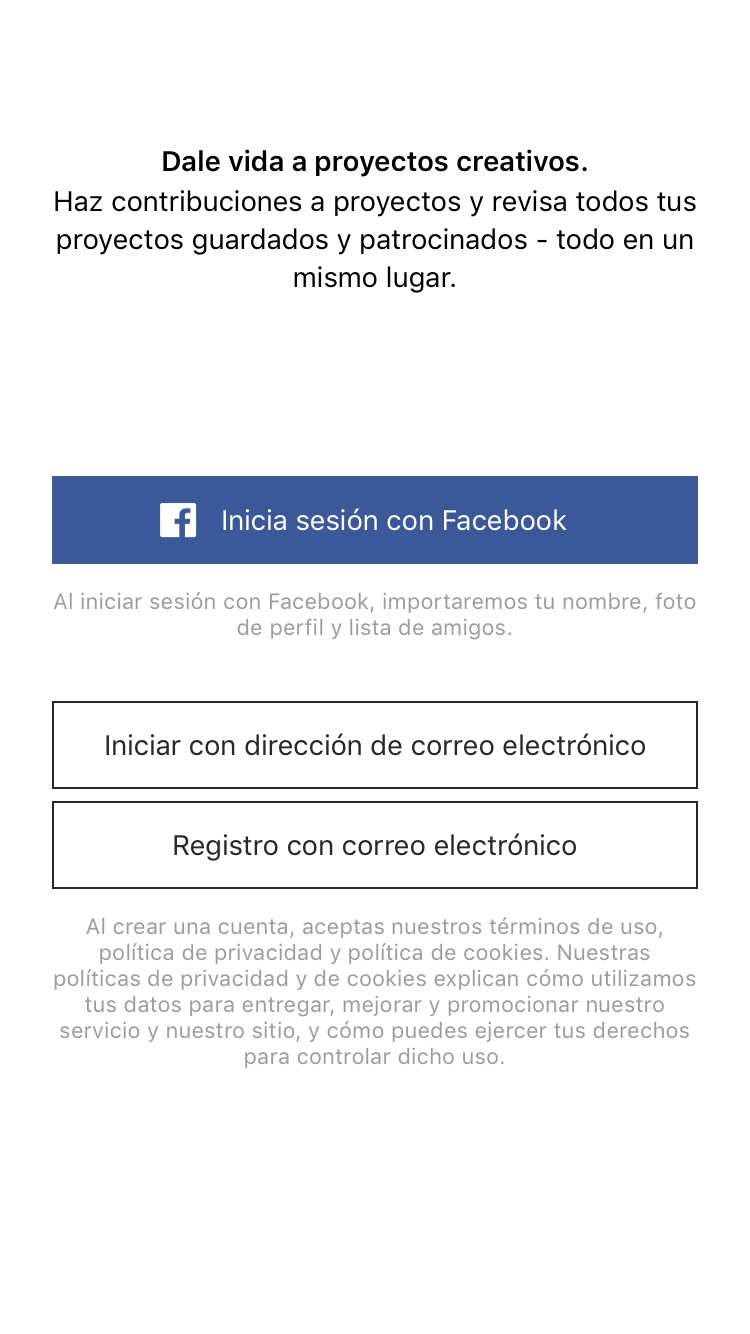 Dale vida a proyectos creativos.
Haz contribuciones a proyectos y revisa todos tus
proyectos guardados y patrocinados - todo en un
mismo lugar.
Inicia sesión con Facebook
Al iniciar sesión con Facebook, importaremos tu nombre, foto
de perfil y lista de amigos.
Iniciar con dirección de correo electrónico
Registro con correo electrónico
Al crear una cuenta, aceptas nuestros términos de uso,
política de privacidad y política de cookies. Nuestras
políticas de privacidad y de cookies explican cómo utilizamos
tus datos para entregar, mejorar y promocionar nuestro
servicio y nuestro sitio, y cómo puedes ejercer tus derechos
para controlar dicho uso.